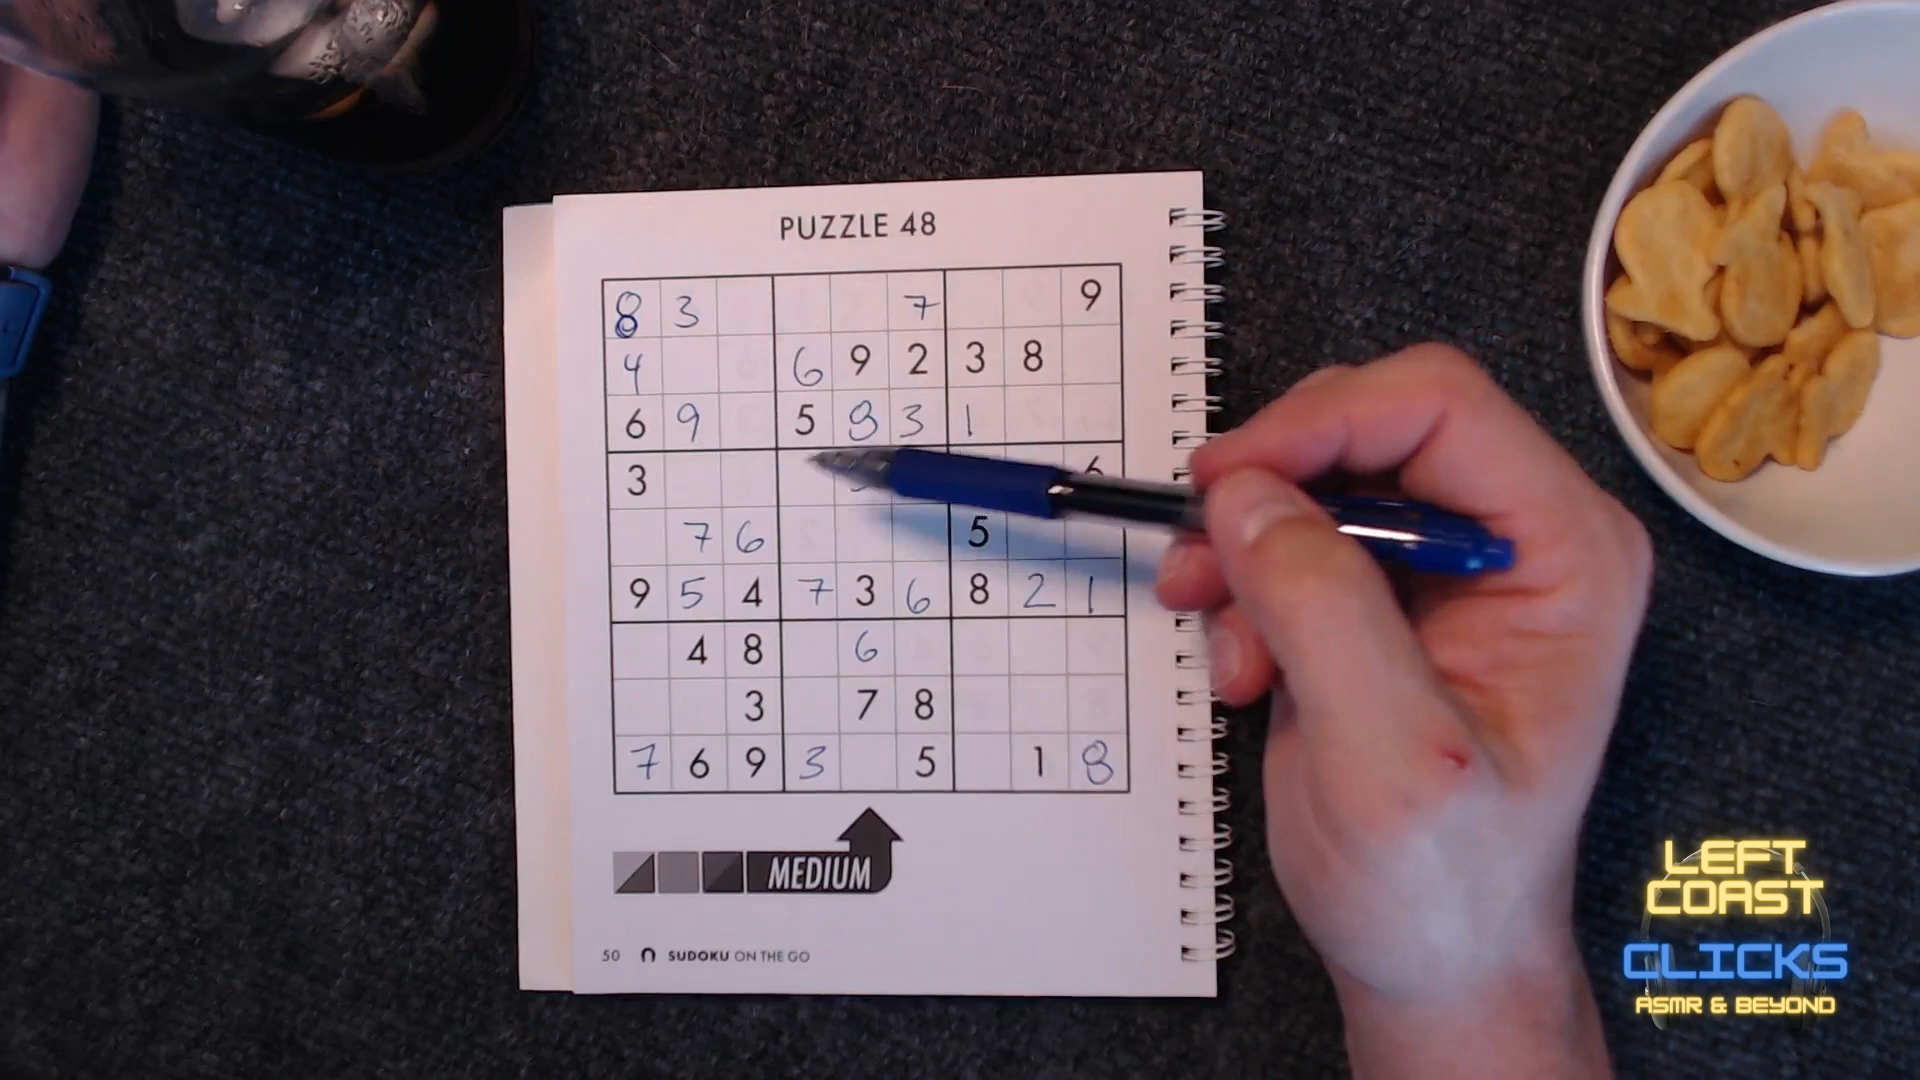 PUZZLE 48
8 3 7 9
4 6 9 2 3 8
6 9 5 8 3 1
3 6
7 6 5
9 5 4 7 3 6 8 2 1
4 8 6
3 7 8
7 6 9 3 5 1 8
MEDIUM
50 SUDOKU ON THE GO
LEFT
COAST
CLICKS
ASMR & BEYOND